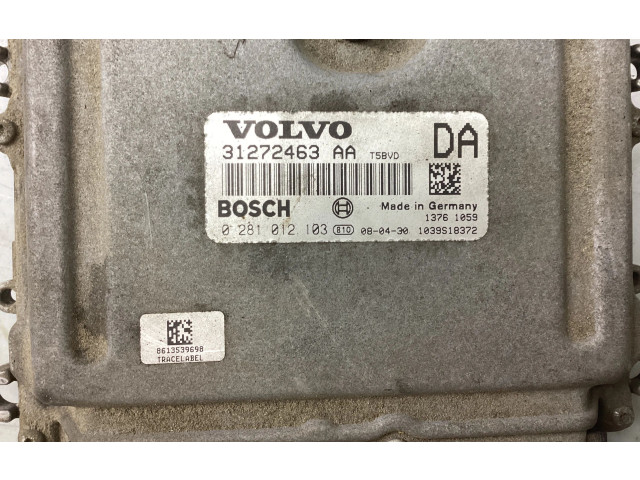 VOLVO
DA
31272463 AA T5BVD
BOSCH Made in Germany
1376 1059
0 281 012 103 810 08-04-30 1039S18372
8613539698
TRACELABEL